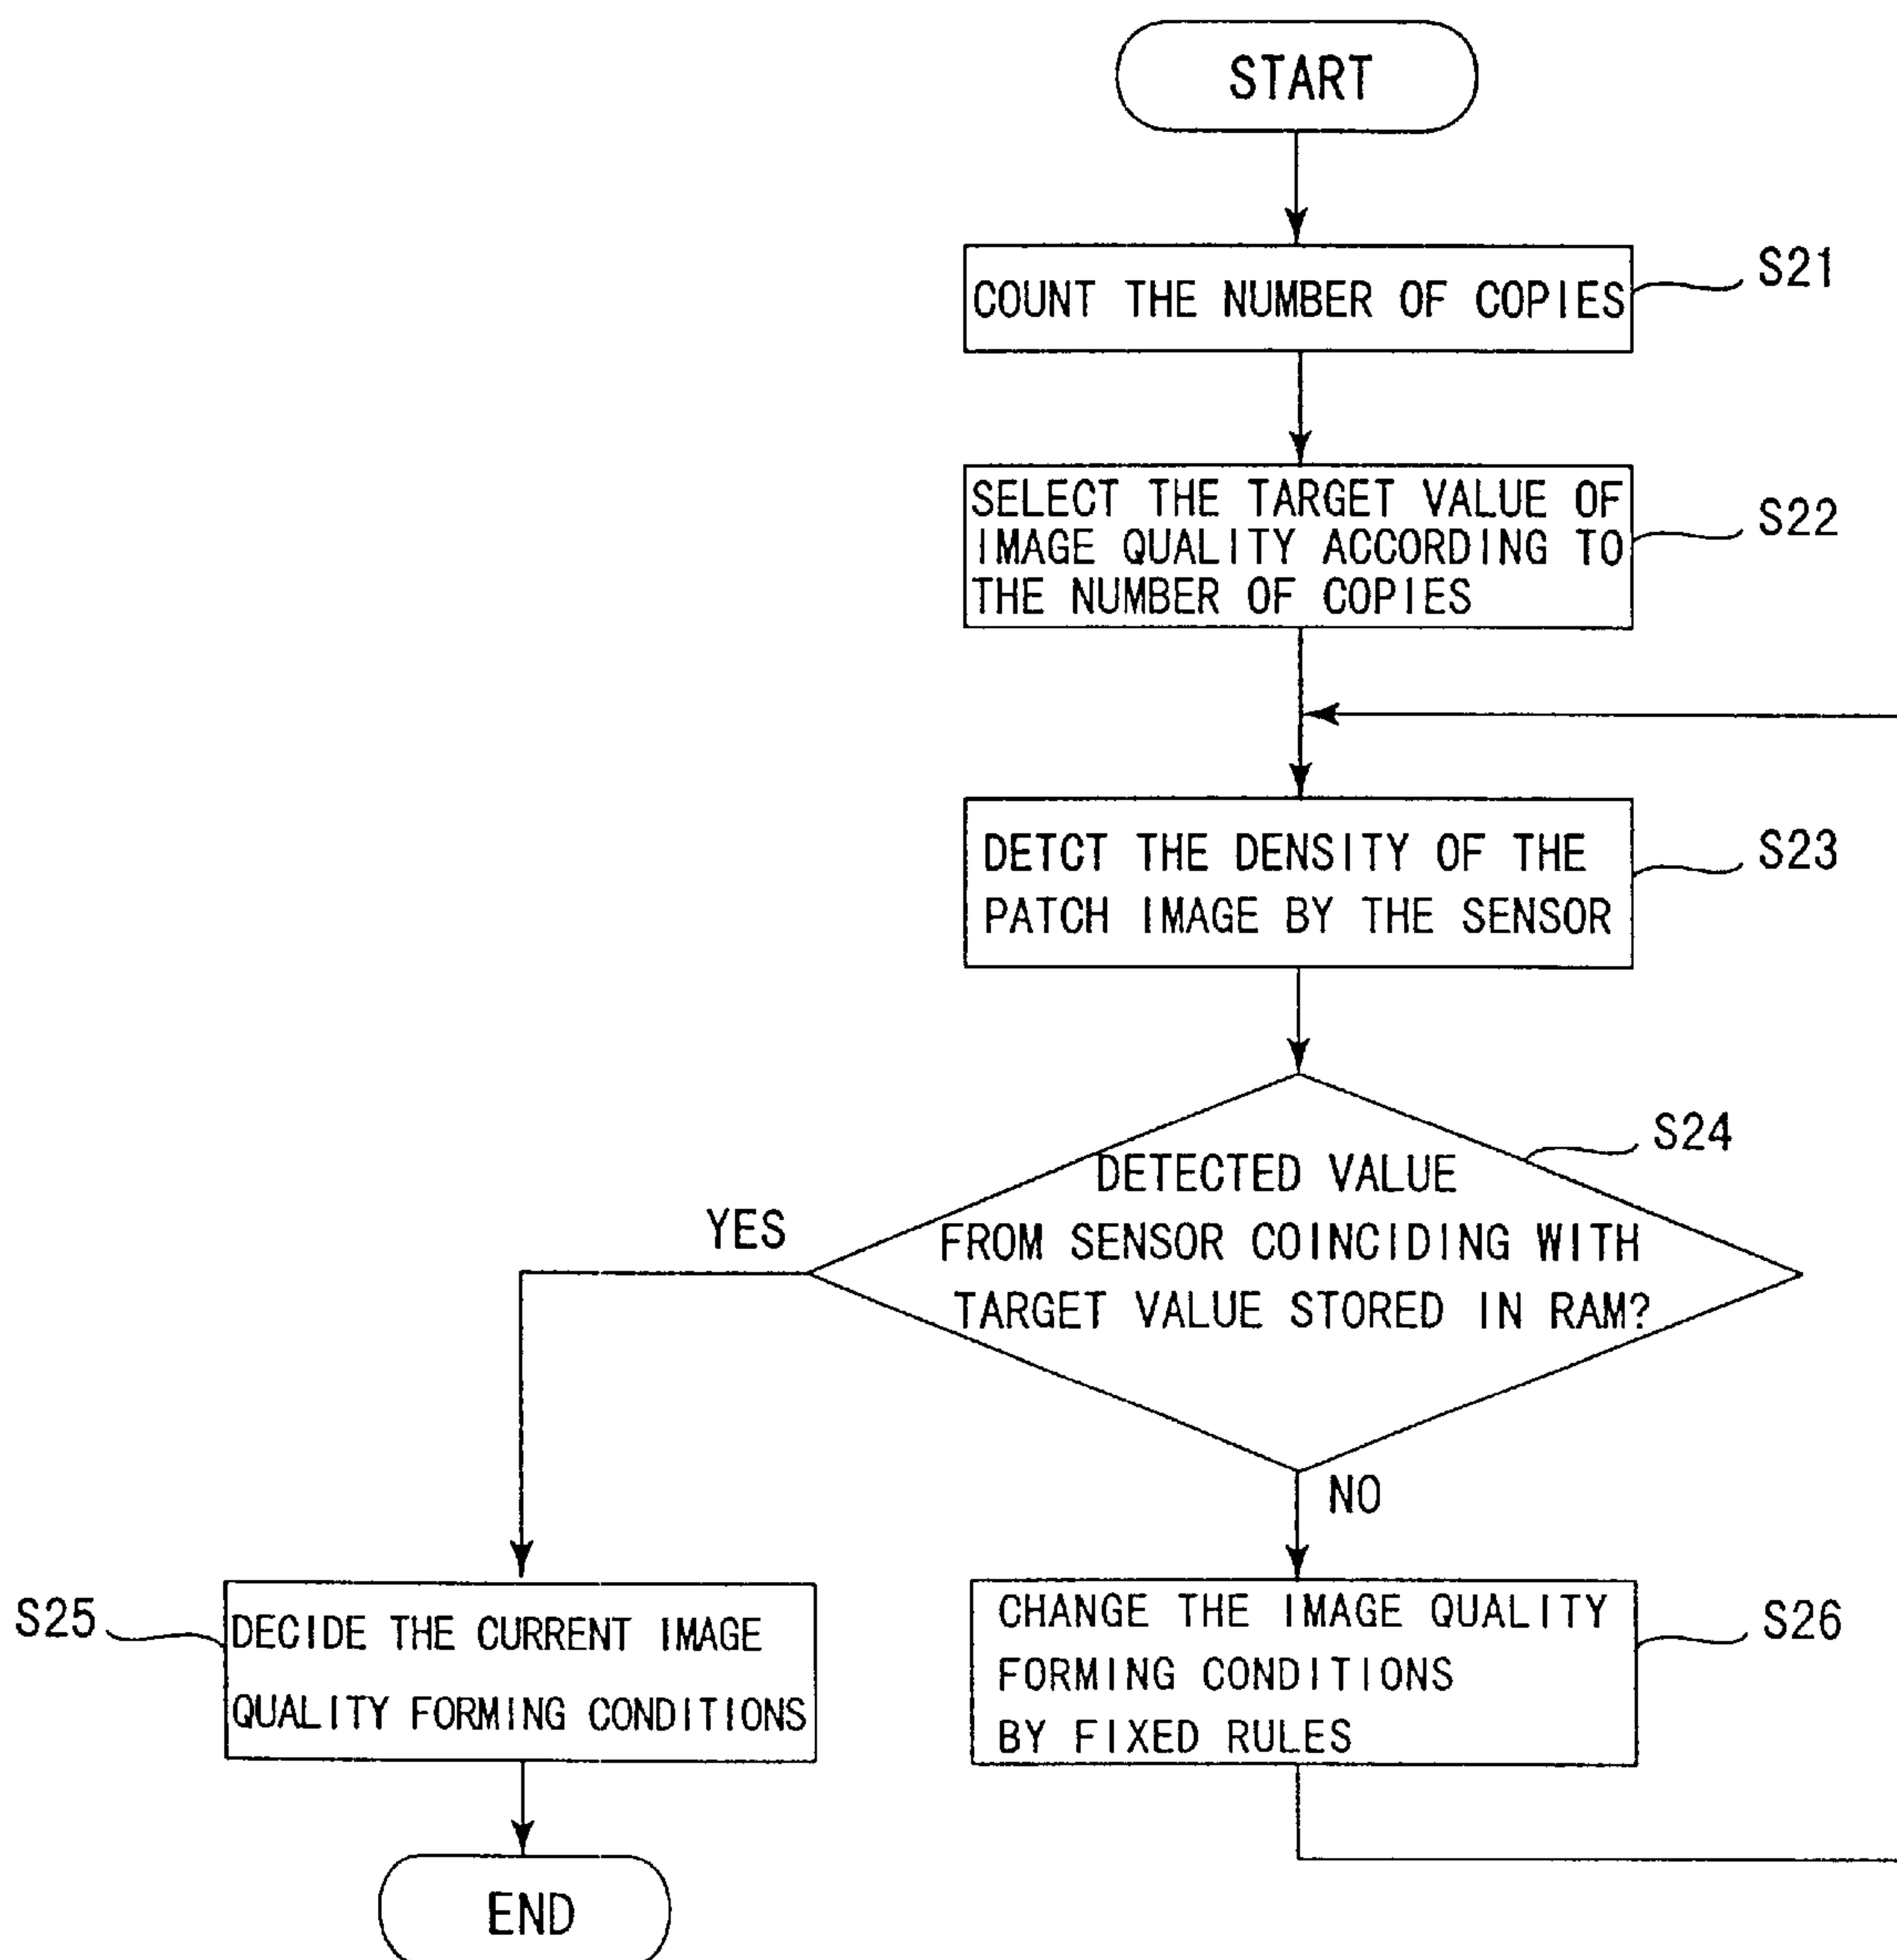 START
COUNT THE NUMBER OF COPIES
S21
SELECT THE TARGET VALUE OF
IMAGE QUALITY ACCORDING TO
THE NUMBER OF COPIES
S22
DETCT THE DENSITY OF THE
PATCH IMAGE BY THE SENSOR
S23
S24
DETECTED VALUE
FROM SENSOR COINCIDING WITH
TARGET VALUE STORED IN RAM?
YES
NO
S25
DECIDE THE CURRENT IMAGE
QUALITY FORMING CONDITIONS
CHANGE THE IMAGE QUALITY
FORMING CONDITIONS
BY FIXED RULES
S26
END